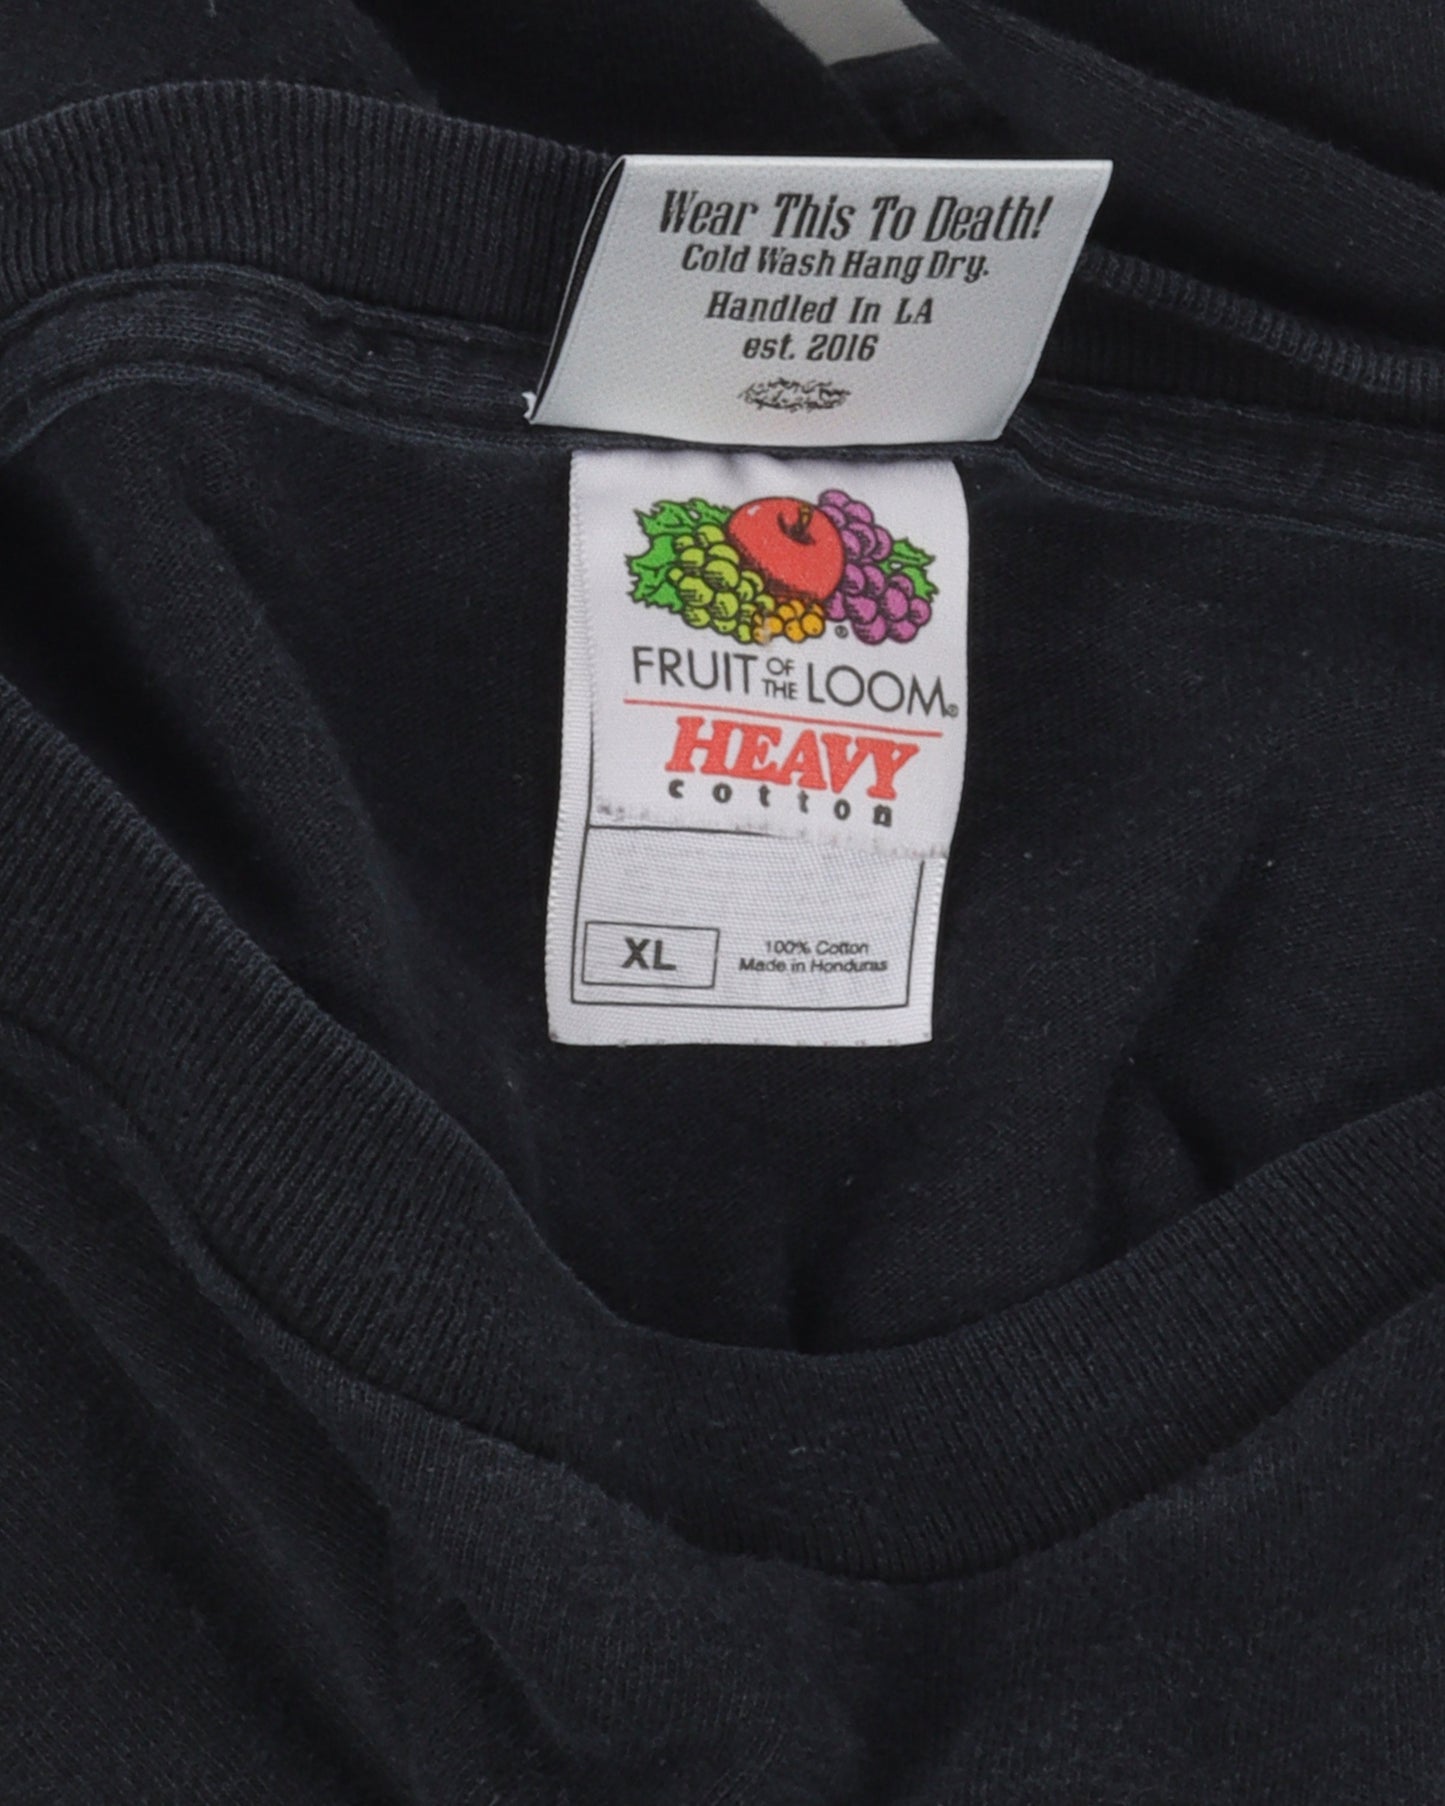 Wear This To Death!
Cold Wash Hang Dry.
Handled In LA
est. 2016
FRUIT OF THE LOOM®
HEAVY
cotton
XL
100% Cotton
Made in Honduras